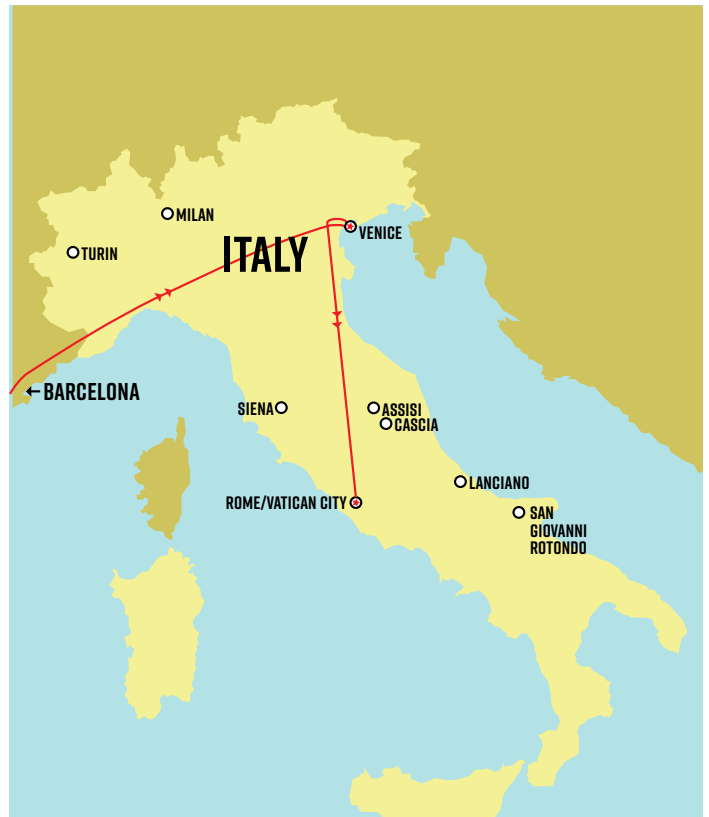 MILAN
VENICE
ITALY
TURIN
BARCELONA
SIENA
ASSISI
CASCIA
LANCIANO
ROME/VATICAN CITY
SAN
GIOVANNI
ROTONDO